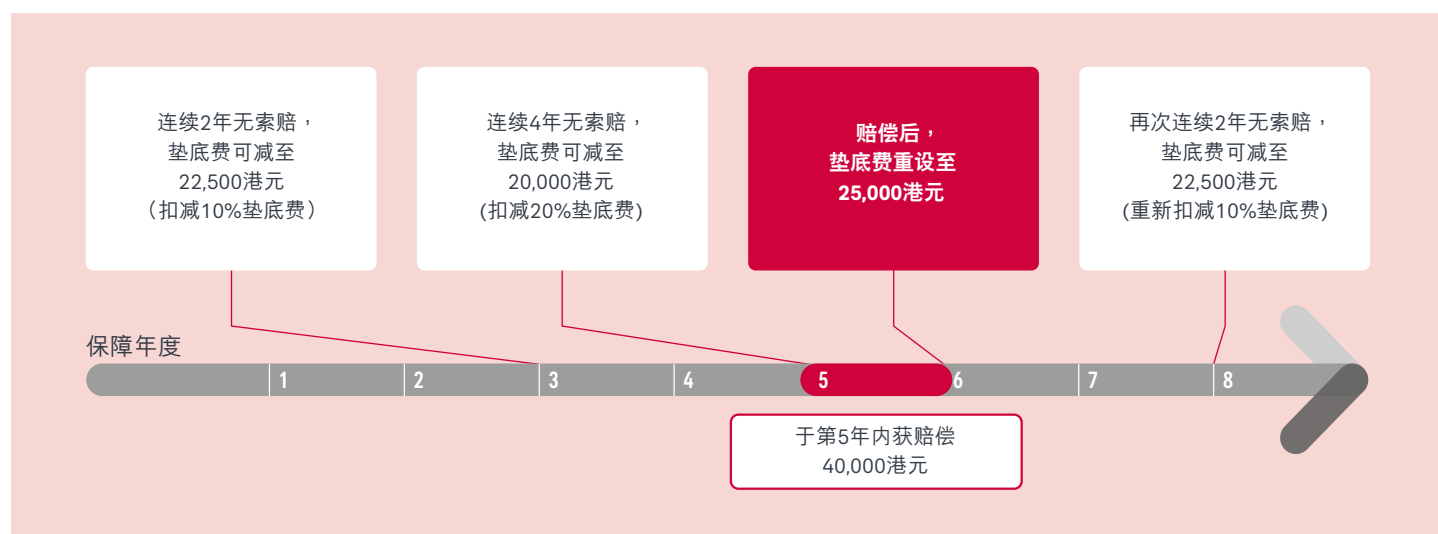 连续2年无索赔，
垫底费可减至
22,500港元
（扣减10%垫底费）
连续4年无索赔，
垫底费可减至
20,000港元
(扣减20%垫底费)
赔偿后，
垫底费重设至
25,000港元
再次连续2年无索赔，
垫底费可减至
22,500港元
(重新扣减10%垫底费)
保障年度
1 2 3 4 5 6 7 8
于第5年内获赔偿
40,000港元